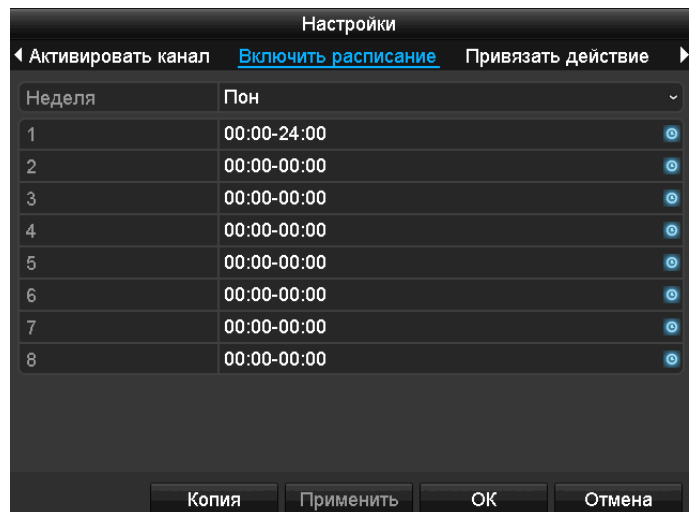 Настройки
Активировать канал Включить расписание Привязать действие
Неделя Пон
1 00:00-24:00
2 00:00-00:00
3 00:00-00:00
4 00:00-00:00
5 00:00-00:00
6 00:00-00:00
7 00:00-00:00
8 00:00-00:00
Копия Применить ОК Отмена